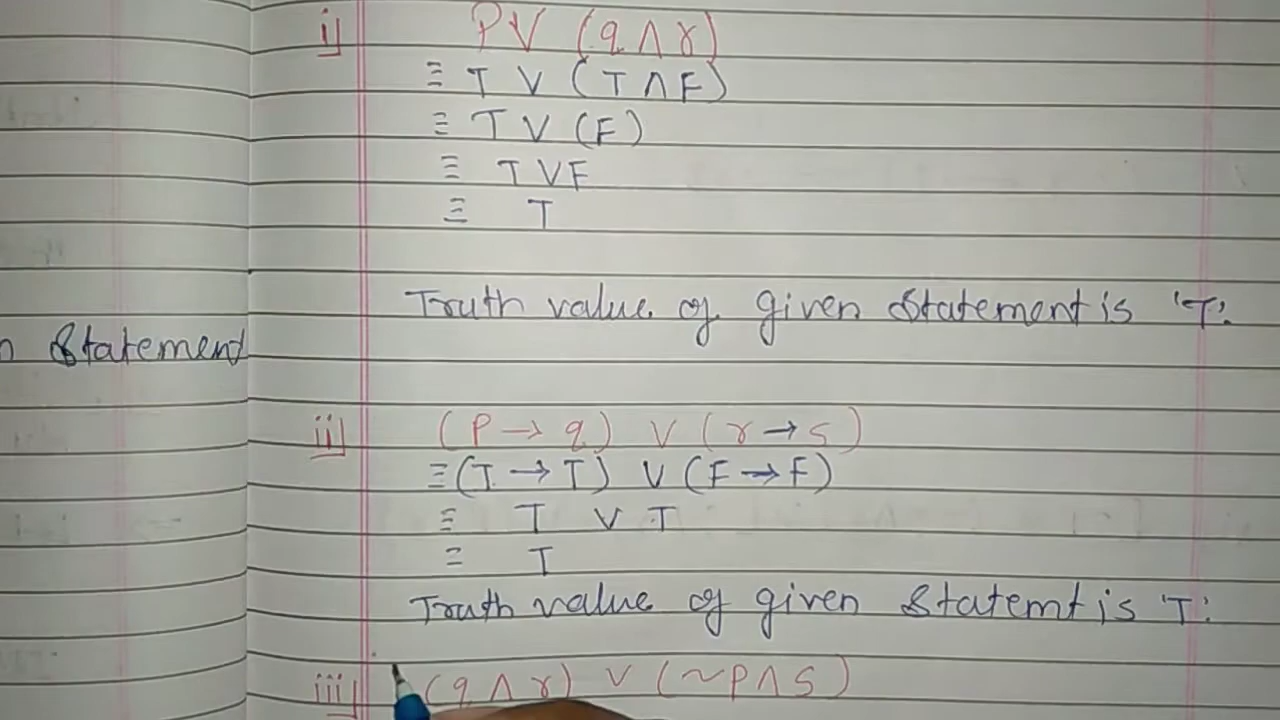 i) P V (q ∧ r)
≡ T V (T ∧ F)
≡ T V (F)
≡ T V F
≡ T
Truth value of given Statement is 'T'.
n Statement
ii) (P → q) V (r → s)
≡ (T → T) V (F → F)
≡ T V T
≡ T
Truth value of given Statemt is 'T'.
iii) (q ∧ r) V (~p ∧ s)